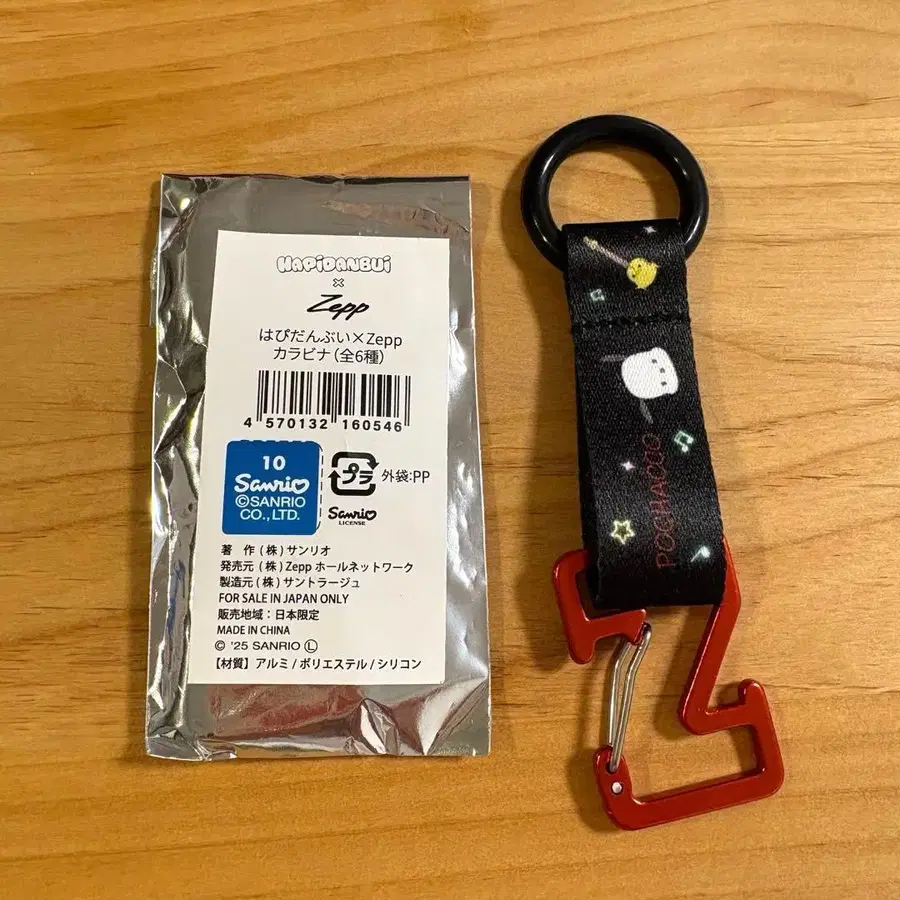 HAPiDANBUi
×
Zepp
はぴだんぶい×Zepp
カラビナ(全6種)
4 570132 160546
10
Sanrio
©SANRIO
CO., LTD.
プラ
外袋:PP
Sanrio
LICENSE
著 作 (株) サンリオ
発売元 (株) Zepp ホールネットワーク
製造元 (株) サントラージュ
FOR SALE IN JAPAN ONLY
販売地域:日本限定
MADE IN CHINA
© '25 SANRIO Ⓛ
【材質】アルミ/ポリエステル/シリコン
POCHACCO